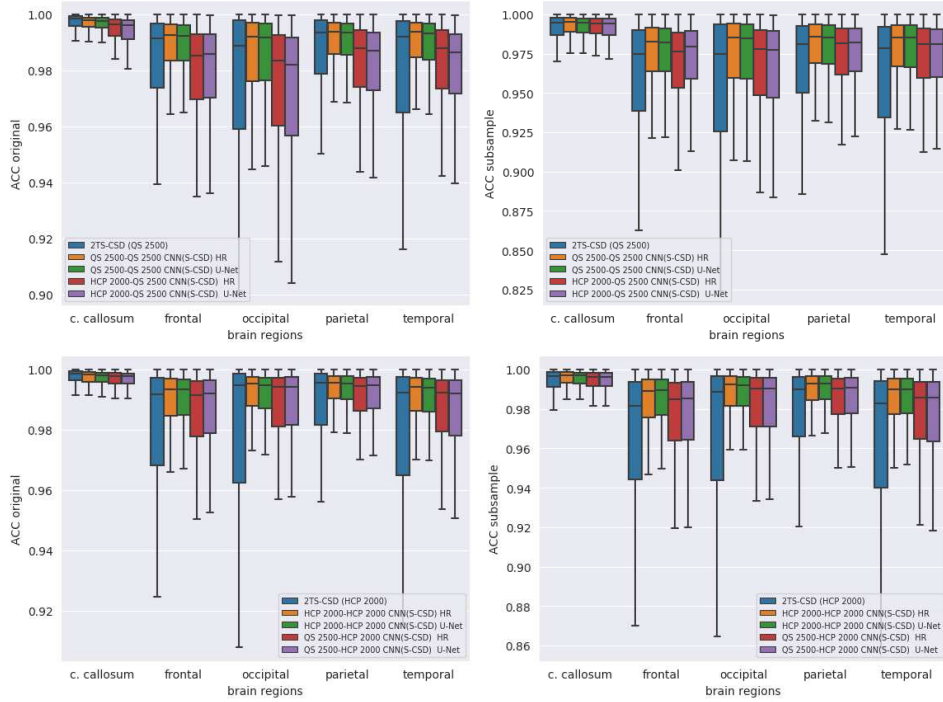 ACC original
1.00
0.98
0.96
0.94
0.92
0.90
2TS-CSD (QS 2500)
QS 2500-QS 2500 CNN(S-CSD) HR
QS 2500-QS 2500 CNN(S-CSD) U-Net
HCP 2000-QS 2500 CNN(S-CSD) HR
HCP 2000-QS 2500 CNN(S-CSD) U-Net
c. callosum frontal occipital parietal temporal
brain regions
ACC subsample
1.000
0.975
0.950
0.925
0.900
0.875
0.850
0.825
2TS-CSD (QS 2500)
QS 2500-QS 2500 CNN(S-CSD) HR
QS 2500-QS 2500 CNN(S-CSD) U-Net
HCP 2000-QS 2500 CNN(S-CSD) HR
HCP 2000-QS 2500 CNN(S-CSD) U-Net
c. callosum frontal occipital parietal temporal
brain regions
ACC original
1.00
0.98
0.96
0.94
0.92
2TS-CSD (HCP 2000)
HCP 2000-HCP 2000 CNN(S-CSD) HR
HCP 2000-HCP 2000 CNN(S-CSD) U-Net
QS 2500-HCP 2000 CNN(S-CSD) HR
QS 2500-HCP 2000 CNN(S-CSD) U-Net
c. callosum frontal occipital parietal temporal
brain regions
ACC subsample
1.00
0.98
0.96
0.94
0.92
0.90
0.88
0.86
2TS-CSD (HCP 2000)
HCP 2000-HCP 2000 CNN(S-CSD) HR
HCP 2000-HCP 2000 CNN(S-CSD) U-Net
QS 2500-HCP 2000 CNN(S-CSD) HR
QS 2500-HCP 2000 CNN(S-CSD) U-Net
c. callosum frontal occipital parietal temporal
brain regions